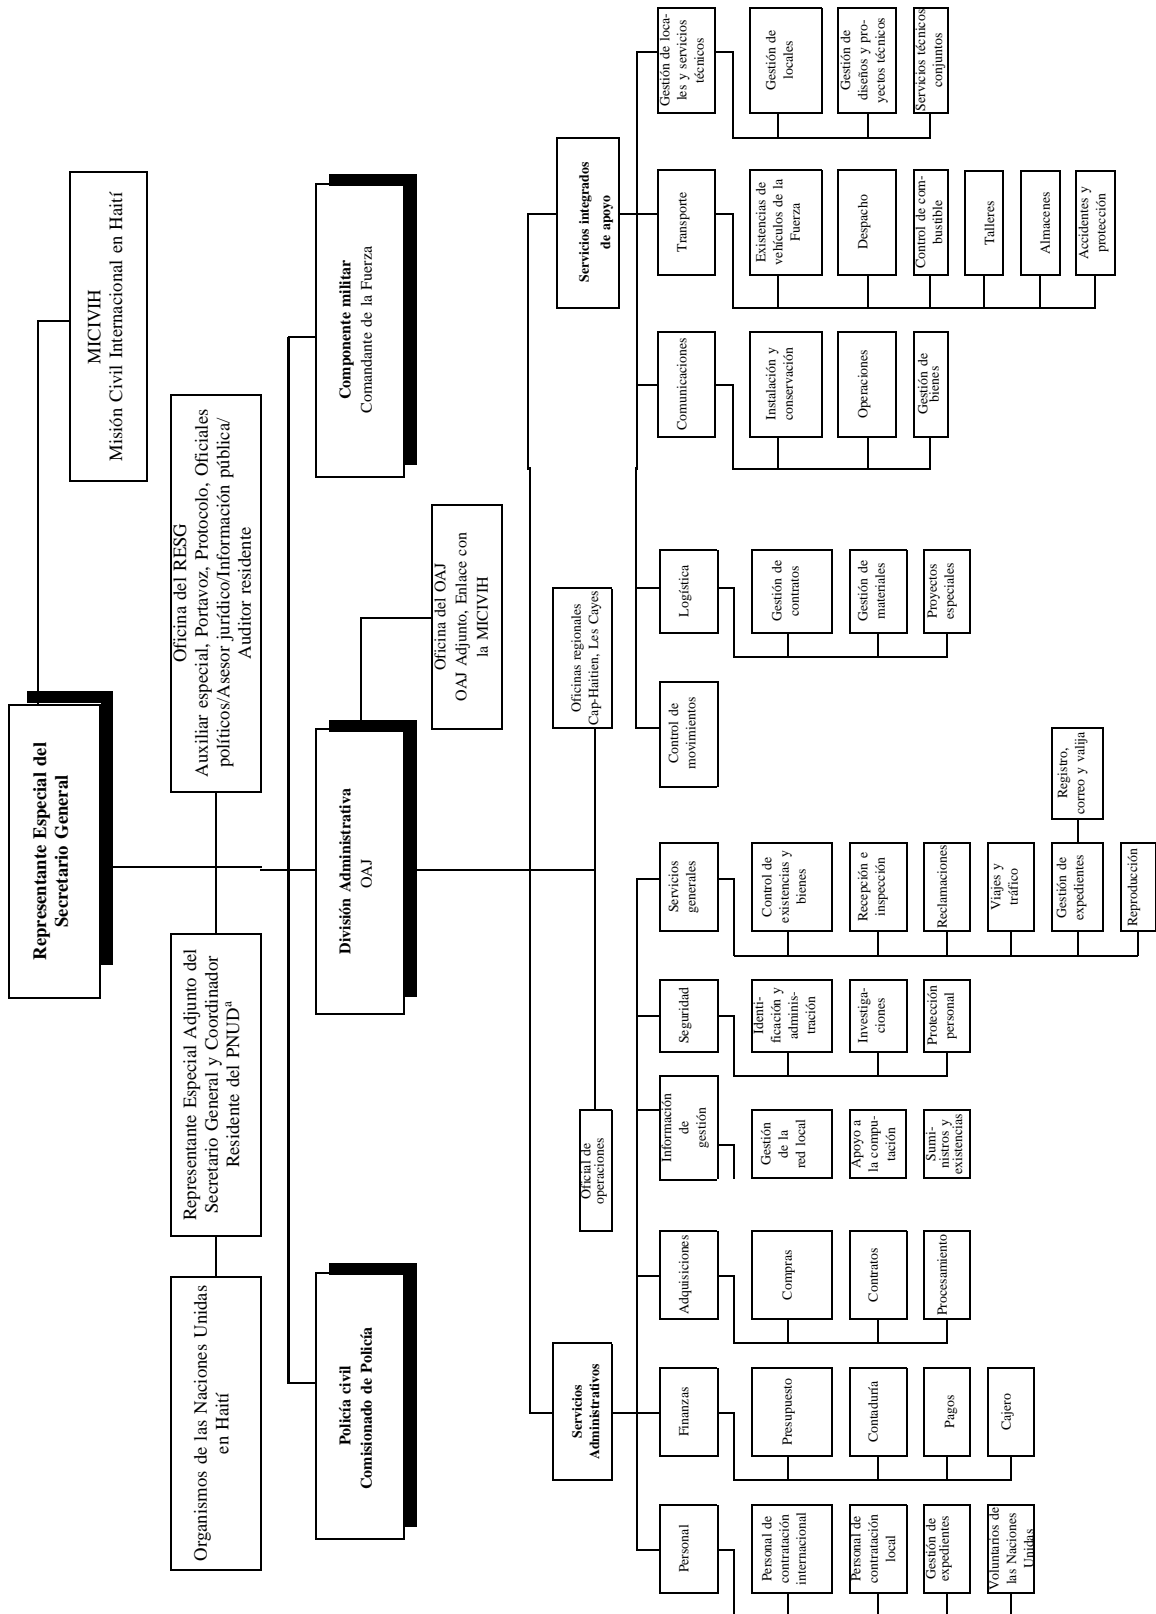 Representante Especial del
Secretario General
MICIVIH
Misión Civil Internacional en Haití
Organismos de las Naciones Unidas
en Haití
Representante Especial Adjunto del
Secretario General y Coordinador
Residente del PNUDª
Oficina del RESG
Auxiliar especial, Portavoz, Protocolo, Oficiales
políticos/Asesor jurídico/Información pública/
Auditor residente
Policía civil
Comisionado de Policía
División Administrativa
OAJ
Componente militar
Comandante de la Fuerza
Oficina del OAJ
OAJ Adjunto, Enlace con
la MICIVIH
Servicios
Administrativos
Oficial de
operaciones
Oficinas regionales
Cap-Haitien, Les Cayes
Servicios integrados
de apoyo
Personal
Personal de
contratación
internacional
Personal de
contratación
local
Gestión de
expedientes
Voluntarios de
las Naciones
Unidas
Finanzas
Presupuesto
Contaduría
Pagos
Cajero
Adquisiciones
Compras
Contratos
Procesamiento
Información
de
gestión
Gestión
de la
red local
Apoyo a
la compu-
tación
Sumi-
nistros y
existencias
Seguridad
Identi-
ficación y
adminis-
tración
Investiga-
ciones
Protección
personal
Servicios
generales
Control de
existencias y
bienes
Recepción e
inspección
Reclamaciones
Viajes y
tráfico
Gestión de
expedientes
Registro,
correo y valija
Reproducción
Control de
movimientos
Logística
Gestión de
contratos
Gestión de
materiales
Proyectos
especiales
Comunicaciones
Instalación y
conservación
Operaciones
Gestión de
bienes
Transporte
Existencias de
vehículos de la
Fuerza
Despacho
Control de com-
bustible
Talleres
Almacenes
Accidentes y
protección
Gestión de loca-
les y servicios
técnicos
Gestión de
locales
Gestión de
diseños y pro-
yectos técnicos
Servicios técnicos
conjuntos